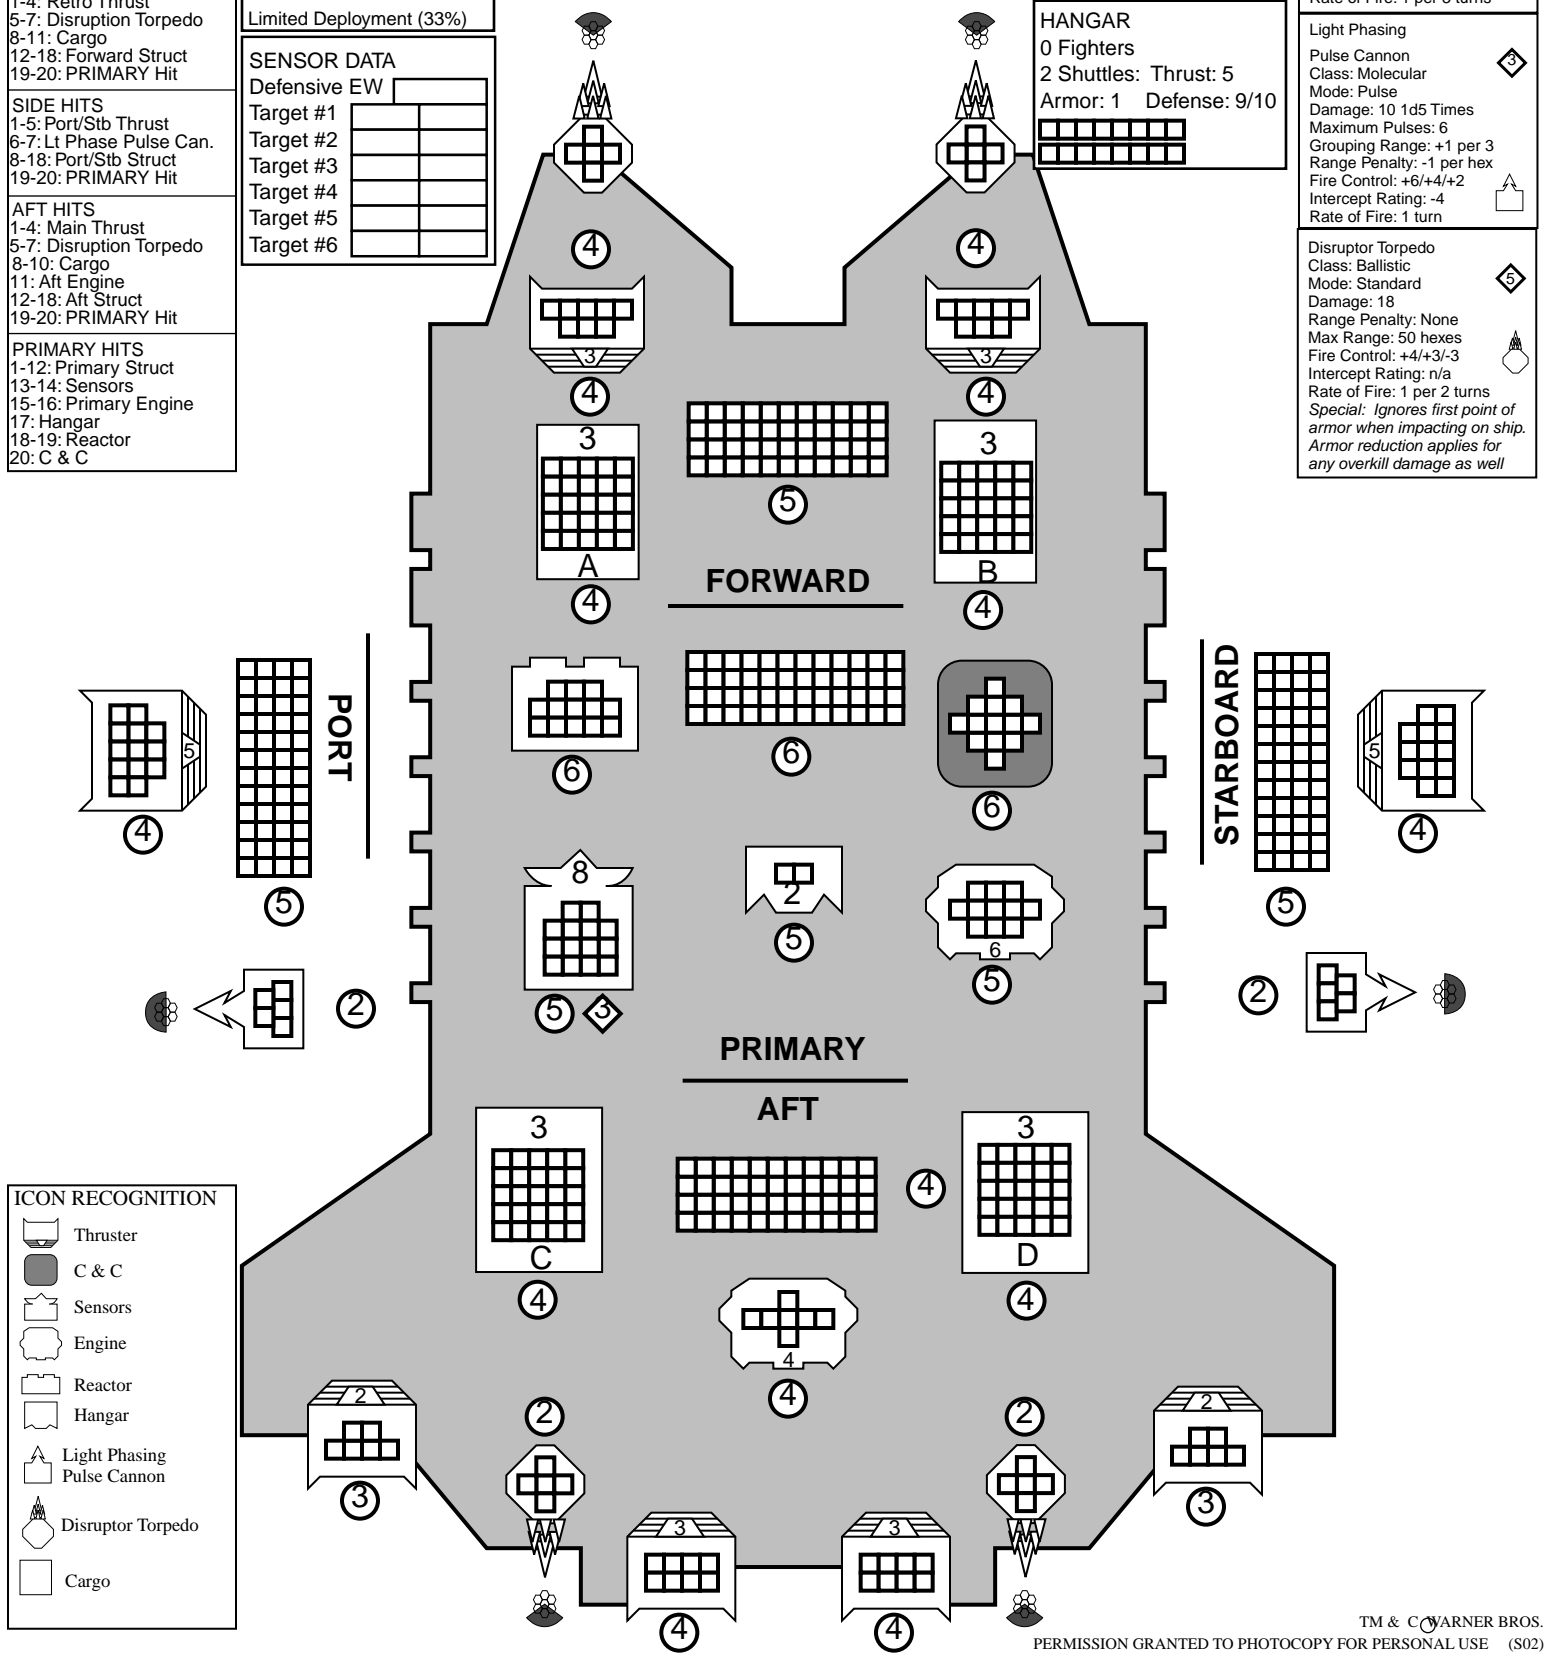 1-4: Retro Thrust
5-7: Disruption Torpedo
8-11: Cargo
12-18: Forward Struct
19-20: PRIMARY Hit
SIDE HITS
1-5: Port/Stb Thrust
6-7: Lt Phase Pulse Can.
8-18: Port/Stb Struct
19-20: PRIMARY Hit
AFT HITS
1-4: Main Thrust
5-7: Disruption Torpedo
8-10: Cargo
11: Aft Engine
12-18: Aft Struct
19-20: PRIMARY Hit
PRIMARY HITS
1-12: Primary Struct
13-14: Sensors
15-16: Primary Engine
17: Hangar
18-19: Reactor
20: C & C
Limited Deployment (33%)
SENSOR DATA
Defensive EW
Target #1
Target #2
Target #3
Target #4
Target #5
Target #6
HANGAR
0 Fighters
2 Shuttles: Thrust: 5
Armor: 1 Defense: 9/10
Rate of Fire: 1 per 3 turns
Light Phasing
Pulse Cannon
3
Class: Molecular
Mode: Pulse
Damage: 10 1d5 Times
Maximum Pulses: 6
Grouping Range: +1 per 3
Range Penalty: -1 per hex
Fire Control: +6/+4/+2
Intercept Rating: -4
Rate of Fire: 1 turn
Disruptor Torpedo
Class: Ballistic
5
Mode: Standard
Damage: 18
Range Penalty: None
Max Range: 50 hexes
Fire Control: +4/+3/-3
Intercept Rating: n/a
Rate of Fire: 1 per 2 turns
Special: Ignores first point of
armor when impacting on ship.
Armor reduction applies for
any overkill damage as well
4 4
3 3
4 4
3 3
5
A B
4 4
FORWARD
PORT
STARBOARD
5 5
6 6 6
4 4
8
2
6
5 5
5 5
5 3
2 2
PRIMARY
AFT
3 3
4
C D
4 4
4
4
2 2
2 2
3 3
3 3
4 4
ICON RECOGNITION
Thruster
C & C
Sensors
Engine
Reactor
Hangar
Light Phasing
Pulse Cannon
Disruptor Torpedo
Cargo
TM & C WARNER BROS.
PERMISSION GRANTED TO PHOTOCOPY FOR PERSONAL USE (S02)